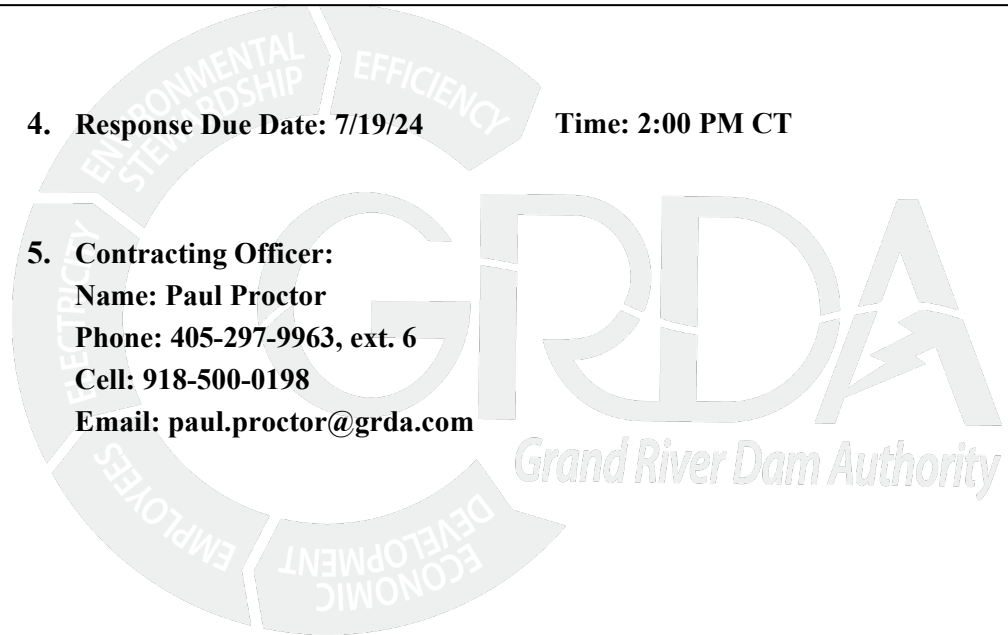 4. Response Due Date: 7/19/24 Time: 2:00 PM CT
5. Contracting Officer:
Name: Paul Proctor
Phone: 405-297-9963, ext. 6
Cell: 918-500-0198
Email: paul.proctor@grda.com
ENVIRONMENTAL
STEWARDSHIP
EFFICIENCY
ELECTRICITY
EMPLOYEES
ECONOMIC
DEVELOPMENT
GRDA
Grand River Dam Authority